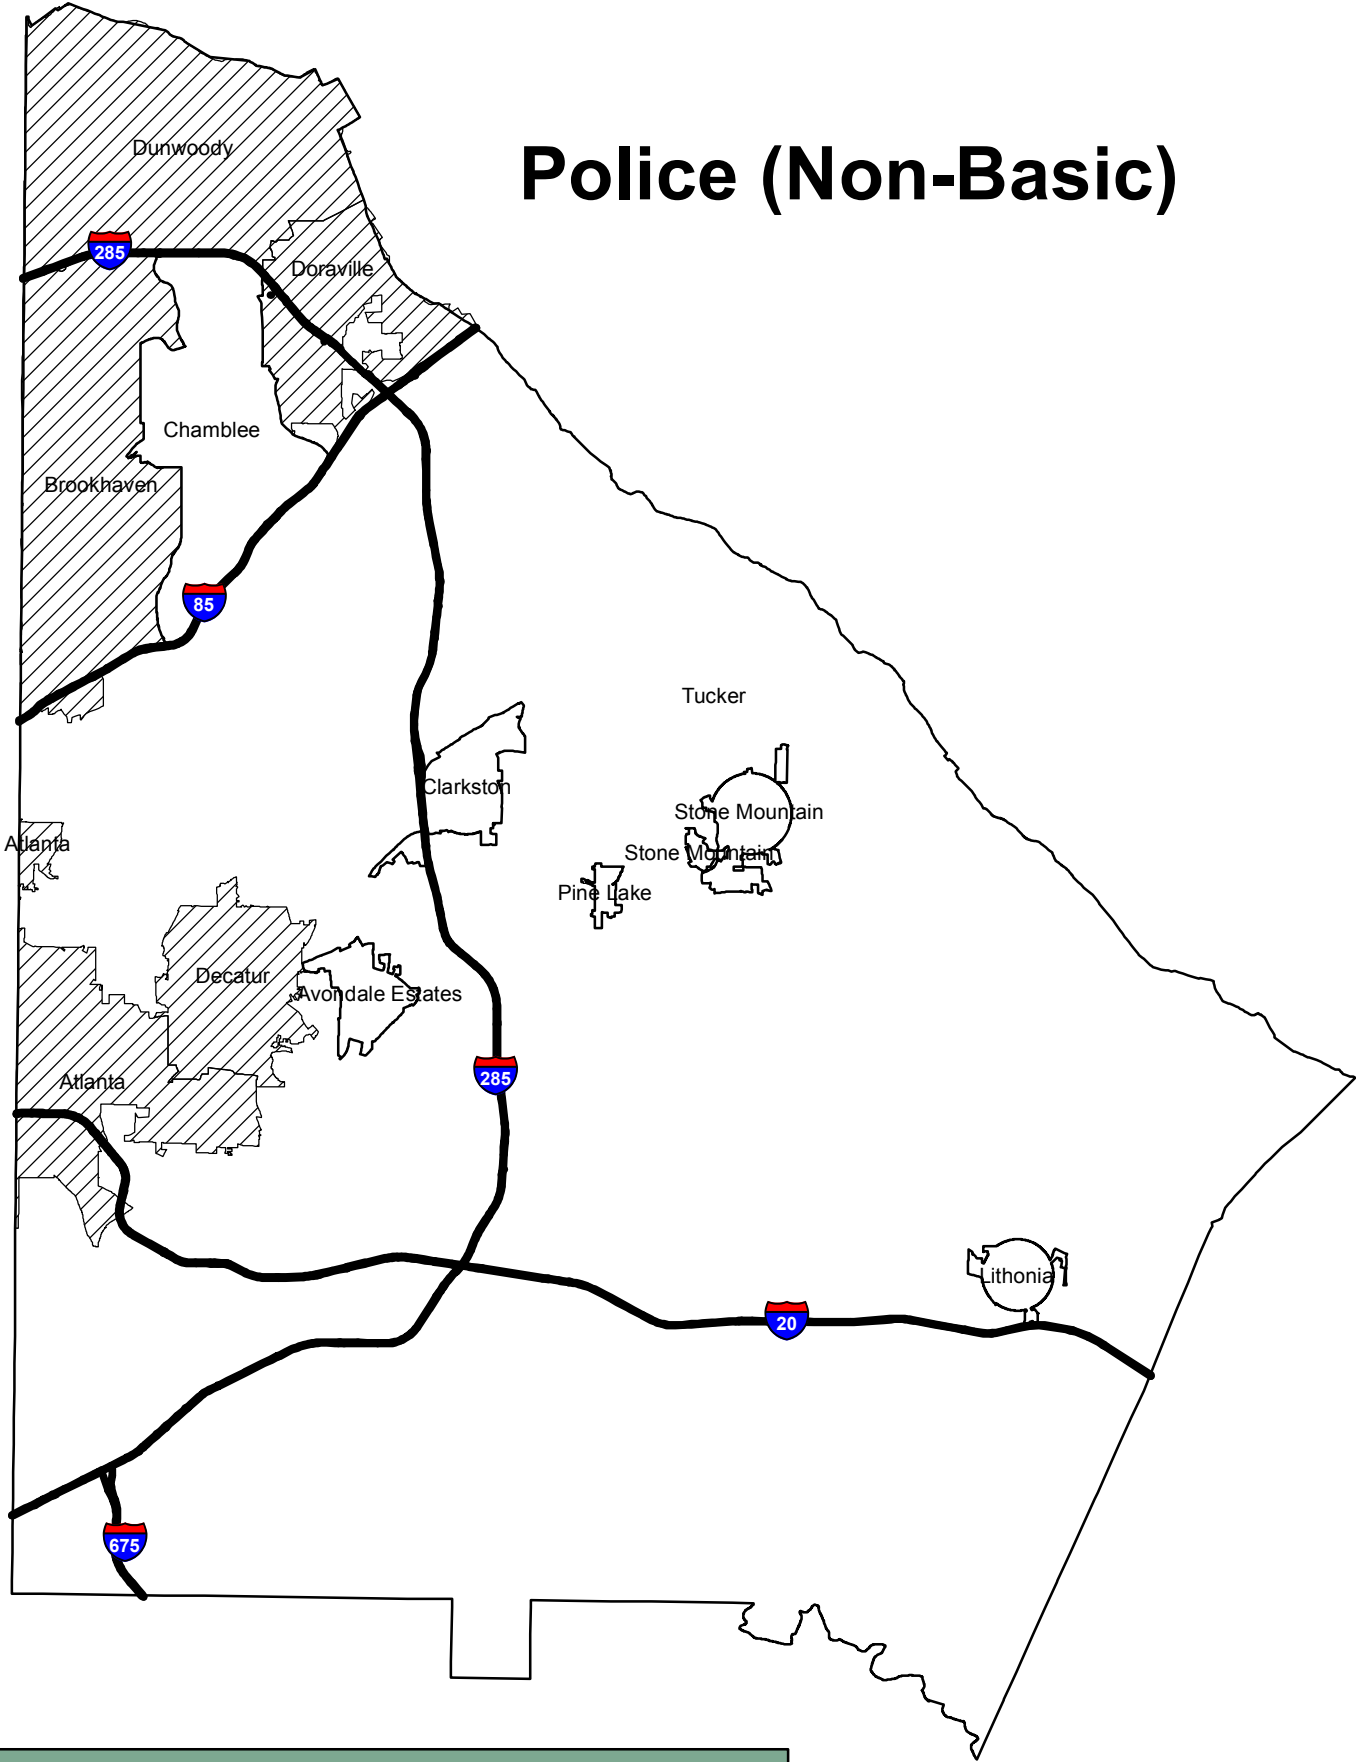 Police (Non-Basic)
Dunwoody
285
Doraville
Chamblee
Brookhaven
85
Tucker
Clarkston
Stone Mountain
Atlanta
Stone Mountain
Pine Lake
Decatur
Avondale Estates
285
Atlanta
Lithonia
20
675